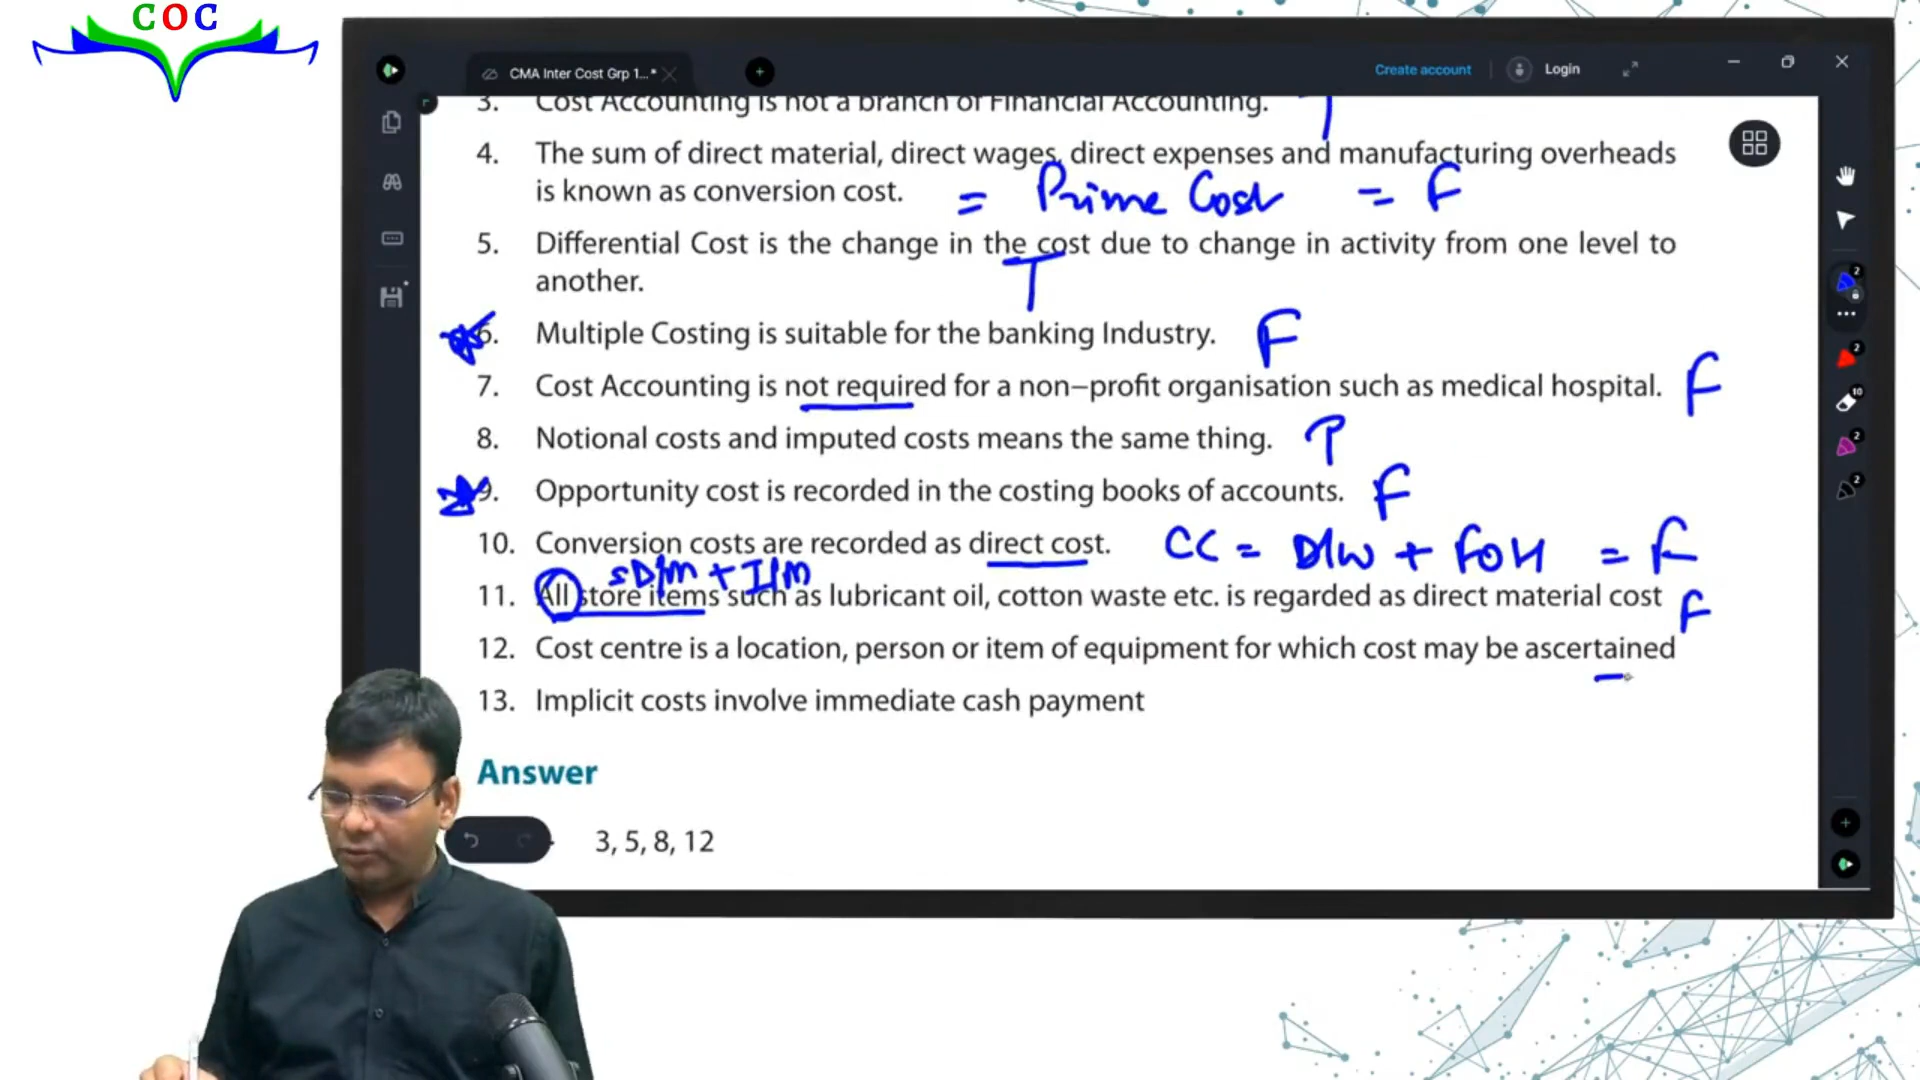 COC
CMA Inter Cost Grp 1...*
Create account
Login
3. Cost Accounting is not a branch of Financial Accounting. T
4. The sum of direct material, direct wages, direct expenses and manufacturing overheads
is known as conversion cost. = Prime Cost = F
5. Differential Cost is the change in the cost due to change in activity from one level to
another. T
6. Multiple Costing is suitable for the banking Industry. F
7. Cost Accounting is not required for a non–profit organisation such as medical hospital. F
8. Notional costs and imputed costs means the same thing. T
9. Opportunity cost is recorded in the costing books of accounts. F
10. Conversion costs are recorded as direct cost. CC = D/W + FOH = F
D/M + I/M
11. All store items such as lubricant oil, cotton waste etc. is regarded as direct material cost F
12. Cost centre is a location, person or item of equipment for which cost may be ascertained
13. Implicit costs involve immediate cash payment
Answer
3, 5, 8, 12
2
2
10
2
2